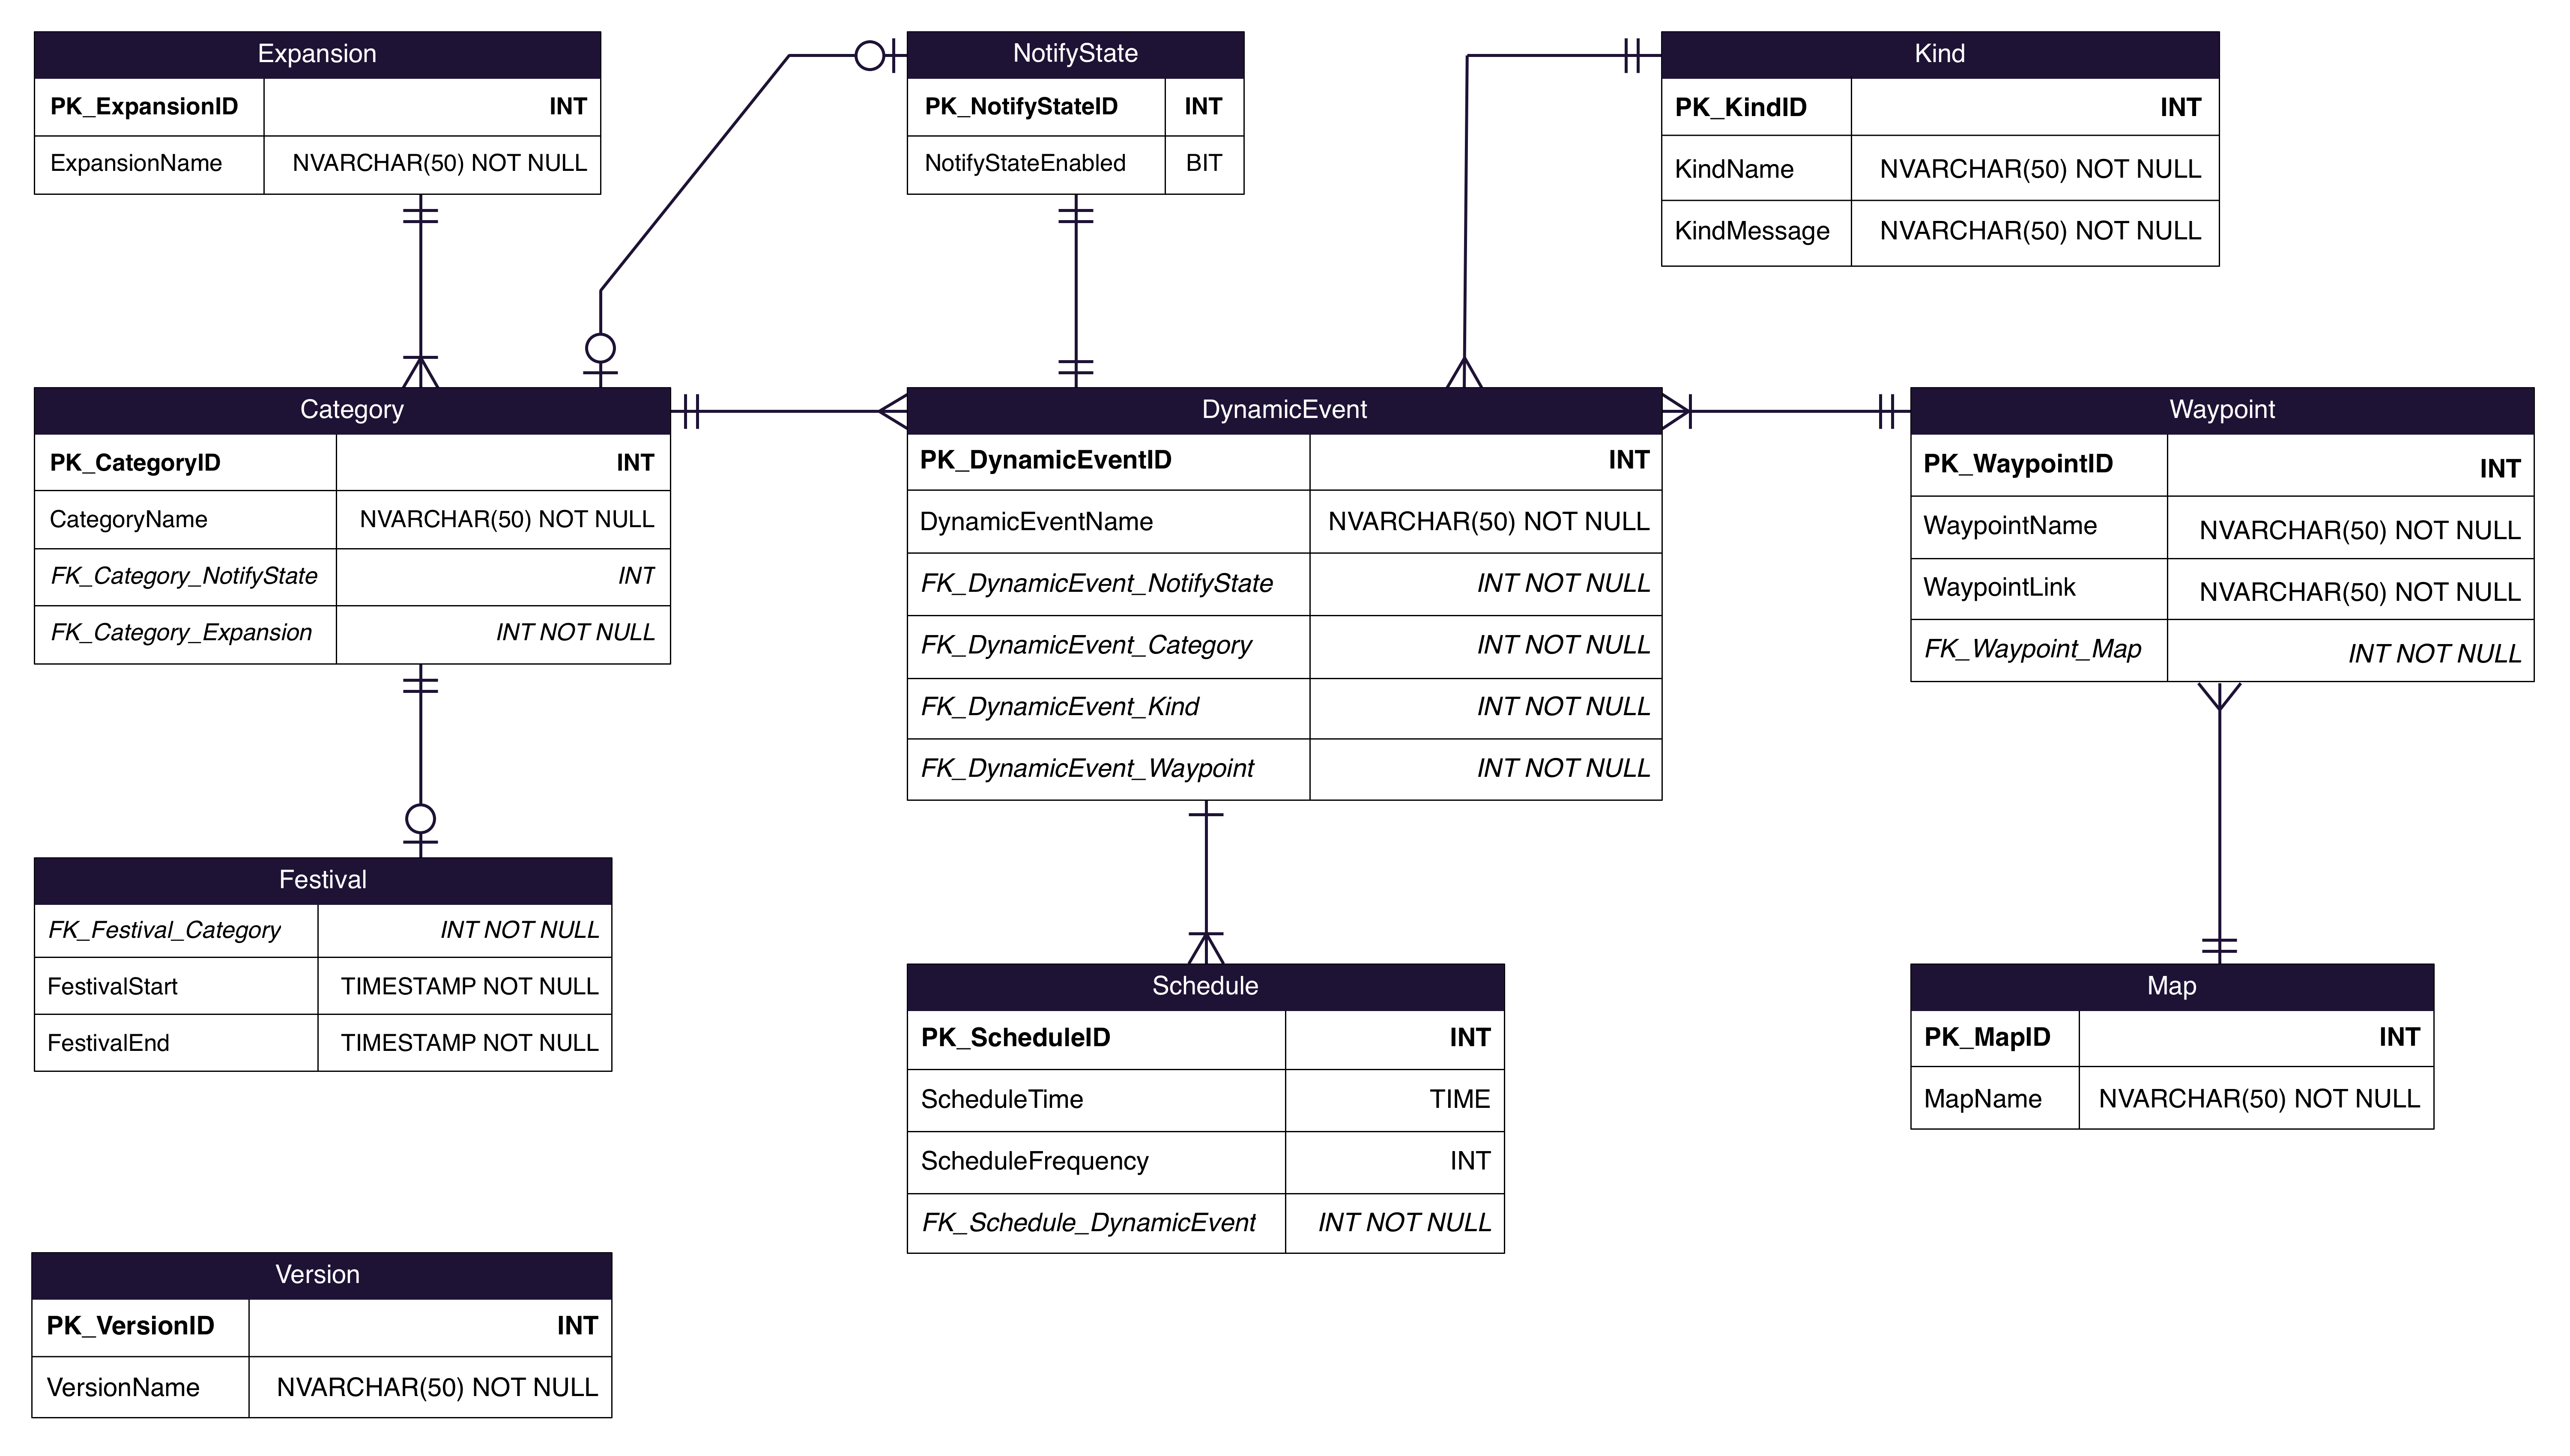 Expansion
PK_ExpansionID INT
ExpansionName NVARCHAR(50) NOT NULL
NotifyState
PK_NotifyStateID INT
NotifyStateEnabled BIT
Kind
PK_KindID INT
KindName NVARCHAR(50) NOT NULL
KindMessage NVARCHAR(50) NOT NULL
Category
PK_CategoryID INT
CategoryName NVARCHAR(50) NOT NULL
FK_Category_NotifyState INT
FK_Category_Expansion INT NOT NULL
DynamicEvent
PK_DynamicEventID INT
DynamicEventName NVARCHAR(50) NOT NULL
FK_DynamicEvent_NotifyState INT NOT NULL
FK_DynamicEvent_Category INT NOT NULL
FK_DynamicEvent_Kind INT NOT NULL
FK_DynamicEvent_Waypoint INT NOT NULL
Waypoint
PK_WaypointID INT
WaypointName NVARCHAR(50) NOT NULL
WaypointLink NVARCHAR(50) NOT NULL
FK_Waypoint_Map INT NOT NULL
Festival
FK_Festival_Category INT NOT NULL
FestivalStart TIMESTAMP NOT NULL
FestivalEnd TIMESTAMP NOT NULL
Schedule
PK_ScheduleID INT
ScheduleTime TIME
ScheduleFrequency INT
FK_Schedule_DynamicEvent INT NOT NULL
Map
PK_MapID INT
MapName NVARCHAR(50) NOT NULL
Version
PK_VersionID INT
VersionName NVARCHAR(50) NOT NULL